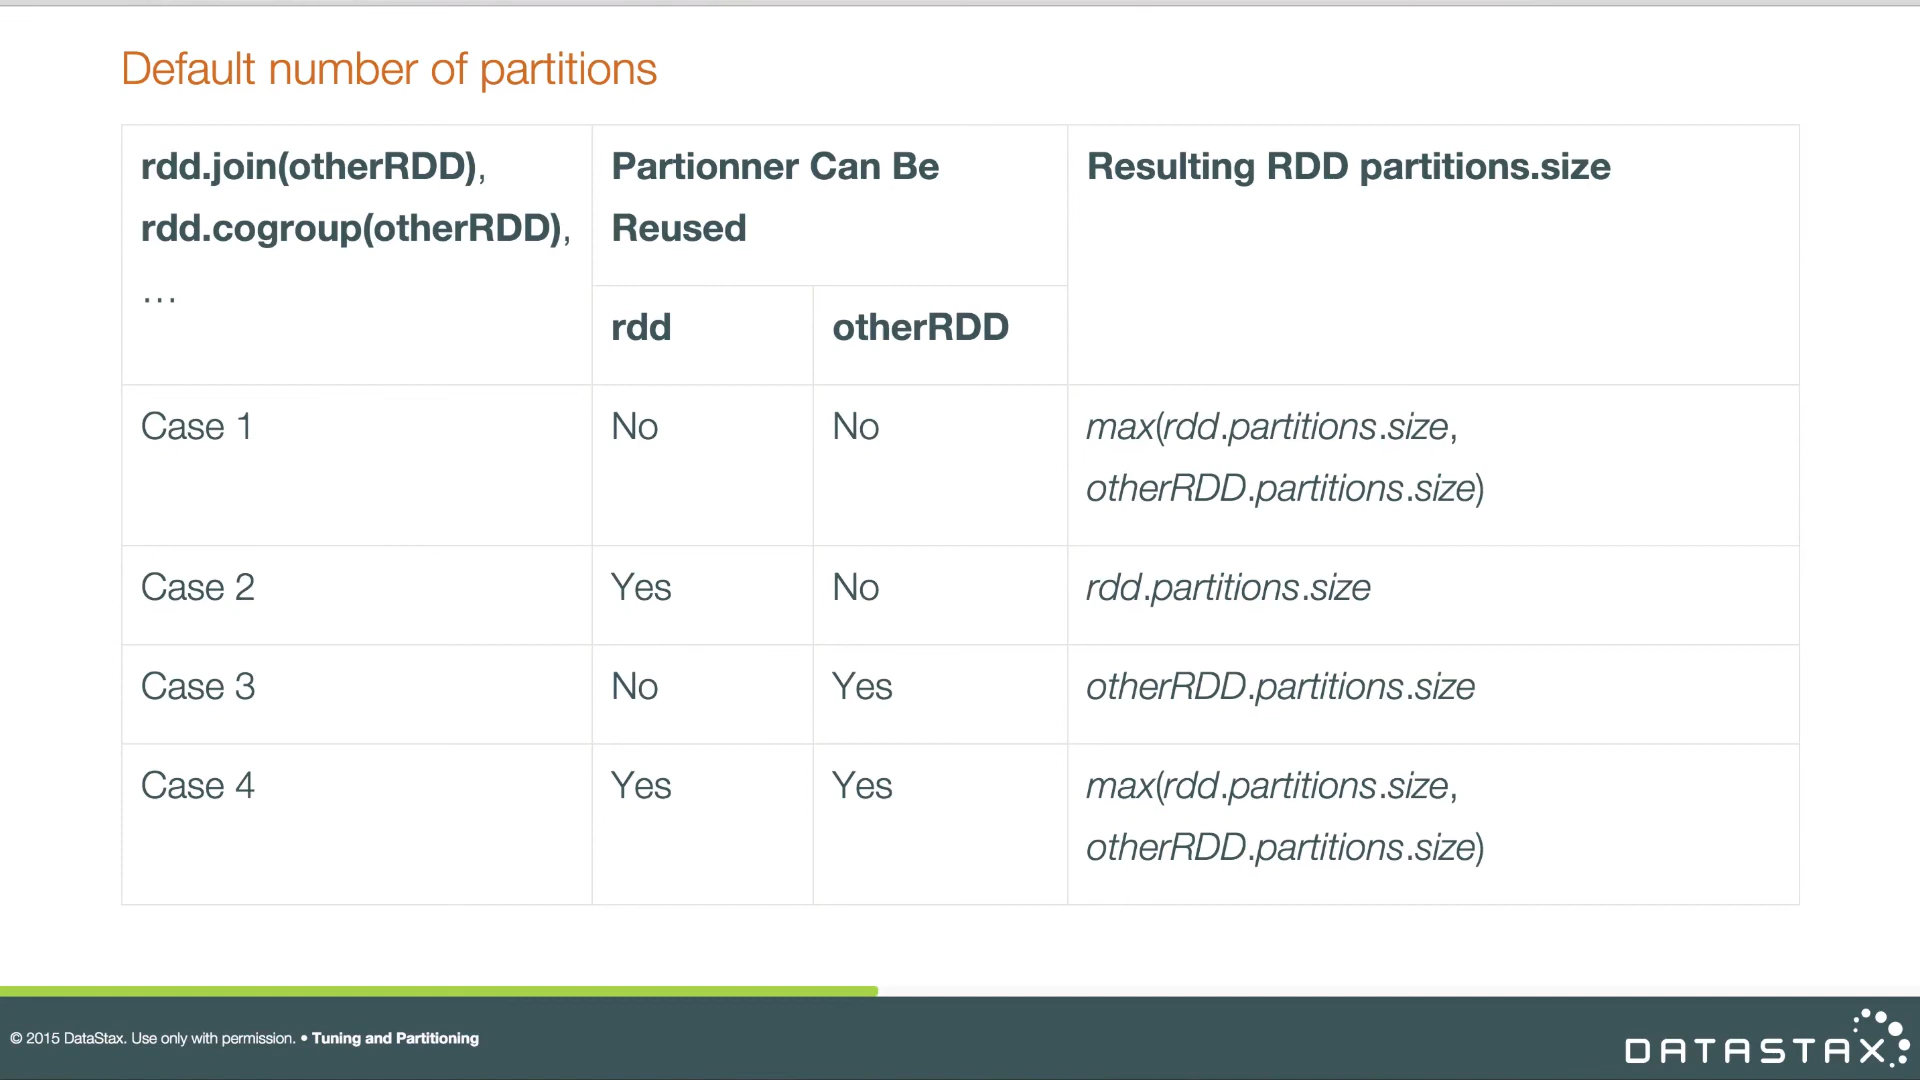 Default number of partitions
rdd.join(otherRDD),
rdd.cogroup(otherRDD),
…
Partionner Can Be
Reused
Resulting RDD partitions.size
rdd
otherRDD
Case 1
No
No
max(rdd.partitions.size,
otherRDD.partitions.size)
Case 2
Yes
No
rdd.partitions.size
Case 3
No
Yes
otherRDD.partitions.size
Case 4
Yes
Yes
max(rdd.partitions.size,
otherRDD.partitions.size)
© 2015 DataStax. Use only with permission. • Tuning and Partitioning
DATASTAX